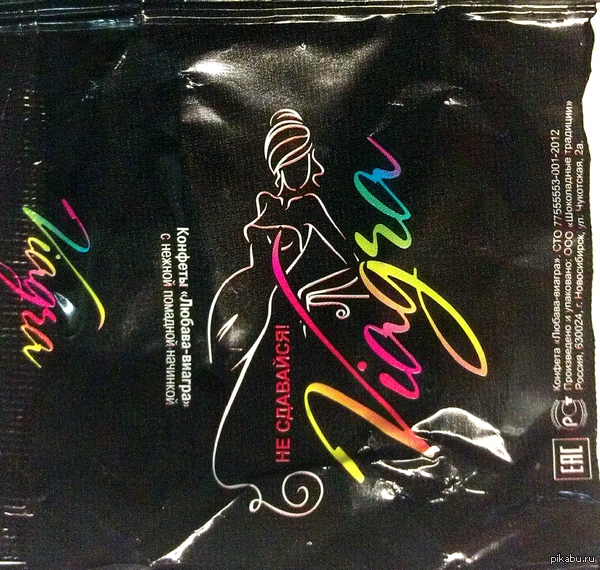 Viagra
Конфеты «Любава-виагра»
с нежной помадной начинкой
НЕ СДАВАЙСЯ!
Viagra
Конфета «Любава-виагра», СТО 77555553-001-2012
Произведено и упаковано: ООО «Шоколадные традиции»
Россия, 630024, г. Новосибирск, ул. Чукотская, 2а.
РСТ
EAC
pikabu.ru